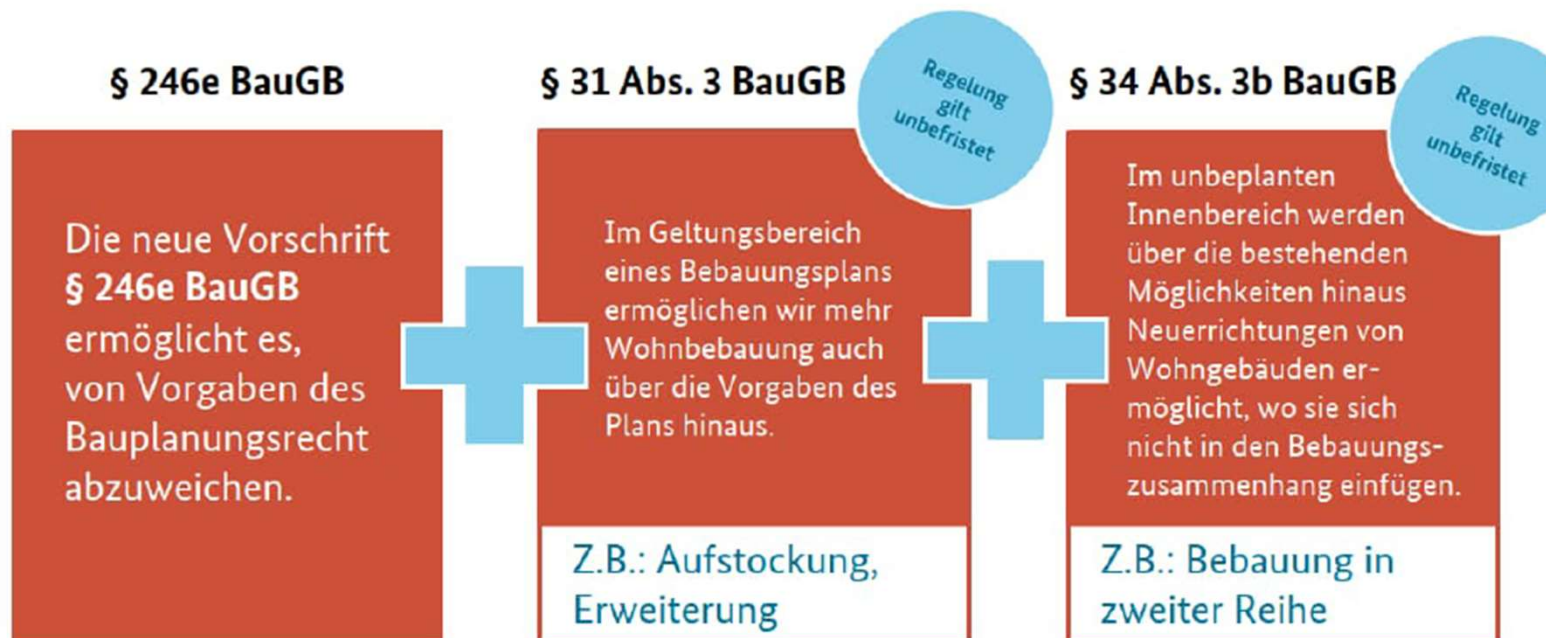 § 246e BauGB
Die neue Vorschrift
§ 246e BauGB
ermöglicht es,
von Vorgaben des
Bauplanungsrecht
abzuweichen.
§ 31 Abs. 3 BauGB
Regelung
gilt
unbefristet
Im Geltungsbereich
eines Bebauungsplans
ermöglichen wir mehr
Wohnbebauung auch
über die Vorgaben des
Plans hinaus.
Z.B.: Aufstockung,
Erweiterung
§ 34 Abs. 3b BauGB
Regelung
gilt
unbefristet
Im unbeplanten
Innenbereich werden
über die bestehenden
Möglichkeiten hinaus
Neuerrichtungen von
Wohngebäuden er-
möglicht, wo sie sich
nicht in den Bebauungs-
zusammenhang einfügen.
Z.B.: Bebauung in
zweiter Reihe